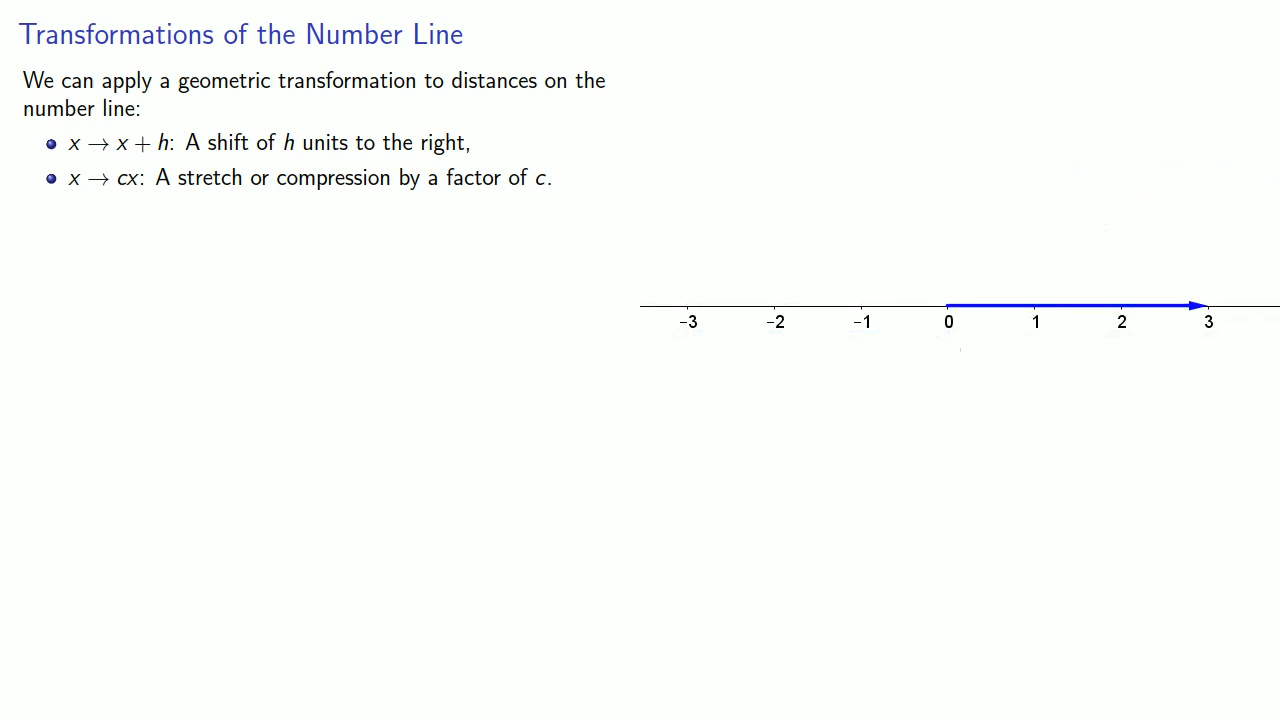 Transformations of the Number Line
We can apply a geometric transformation to distances on the
number line:
x → x + h: A shift of h units to the right,
x → cx: A stretch or compression by a factor of c.
−3 −2 −1 0 1 2 3